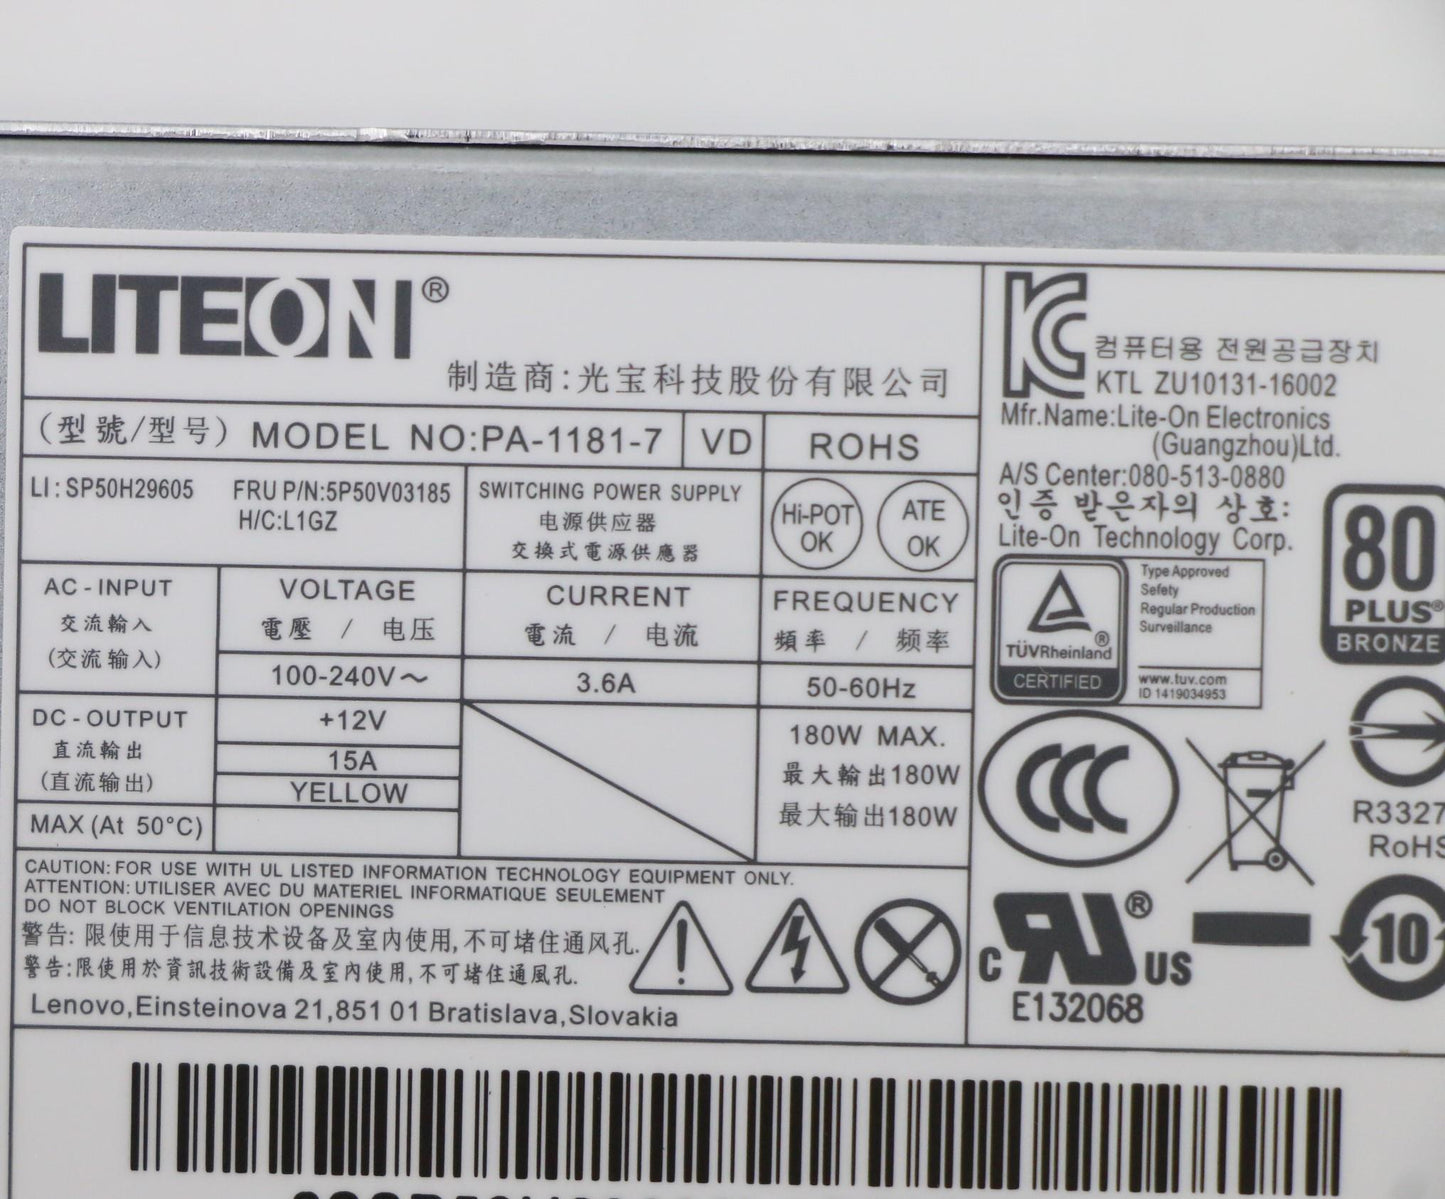 LITEON®
制造商:光宝科技股份有限公司
(型號/型号) MODEL NO:PA-1181-7 VD ROHS
LI: SP50H29605 FRU P/N:5P50V03185
H/C:L1GZ
SWITCHING POWER SUPPLY
电源供应器
交換式電源供應器
Hi-POT
OK
ATE
OK
AC-INPUT
交流輸入
(交流输入)
VOLTAGE
電壓 / 电压
CURRENT
電流 / 电流
FREQUENCY
頻率 / 频率
100-240V~ 3.6A 50-60Hz
DC-OUTPUT
直流輸出
(直流输出)
+12V
15A
YELLOW
180W MAX.
最大輸出180W
最大输出180W
MAX (At 50°C)
CAUTION: FOR USE WITH UL LISTED INFORMATION TECHNOLOGY EQUIPMENT ONLY.
ATTENTION: UTILISER AVEC DU MATERIEL INFORMATIQUE SEULEMENT
DO NOT BLOCK VENTILATION OPENINGS
警告: 限使用于信息技术设备及室內使用,不可堵住通风孔.
警告:限使用於資訊技術設備及室內使用,不可堵住通風孔.
Lenovo,Einsteinova 21,851 01 Bratislava,Slovakia
컴퓨터용 전원공급장치
KTL ZU10131-16002
Mfr.Name:Lite-On Electronics
(Guangzhou)Ltd.
A/S Center:080-513-0880
인증 받은자의 상호:
Lite-On Technology Corp.
TÜVRheinland®
CERTIFIED
Type Approved
Safety
Regular Production
Surveillance
www.tuv.com
ID 1419034953
80
PLUS®
BRONZE
CCC
R3327
RoHS
c RU® US
E132068
10